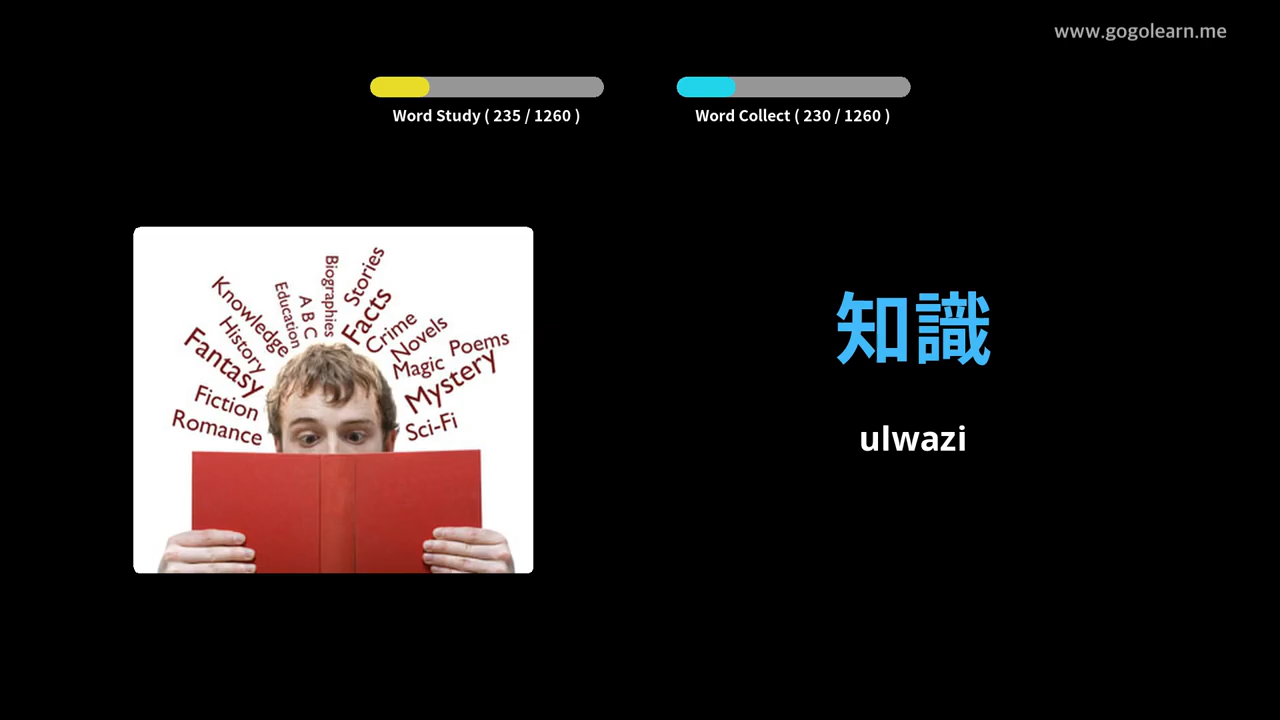 www.gogolearn.me
Word Study ( 235 / 1260 )
Word Collect ( 230 / 1260 )
Romance
Fiction
Fantasy
History
Knowledge
Education
A B C
Biographies
Stories
Facts
Crime
Novels
Magic
Poems
Mystery
Sci-Fi
知識
ulwazi